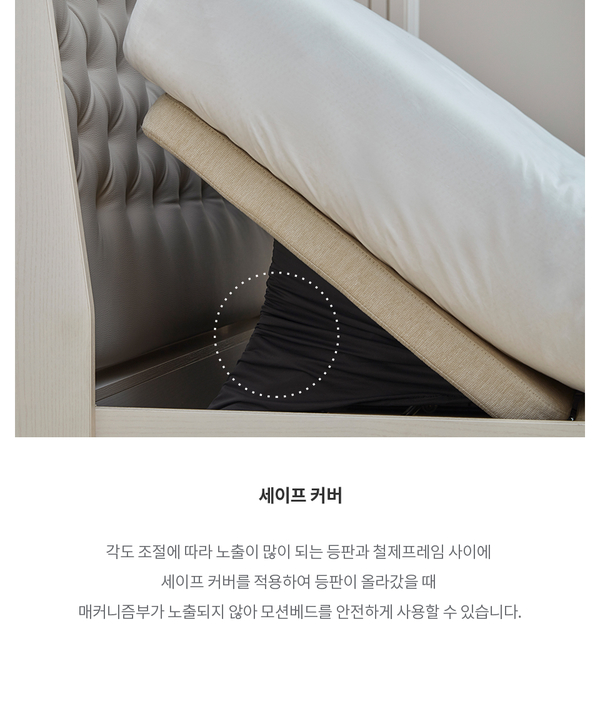 세이프 커버
각도 조절에 따라 노출이 많이 되는 등판과 철제프레임 사이에
세이프 커버를 적용하여 등판이 올라갔을 때
매커니즘부가 노출되지 않아 모션베드를 안전하게 사용할 수 있습니다.